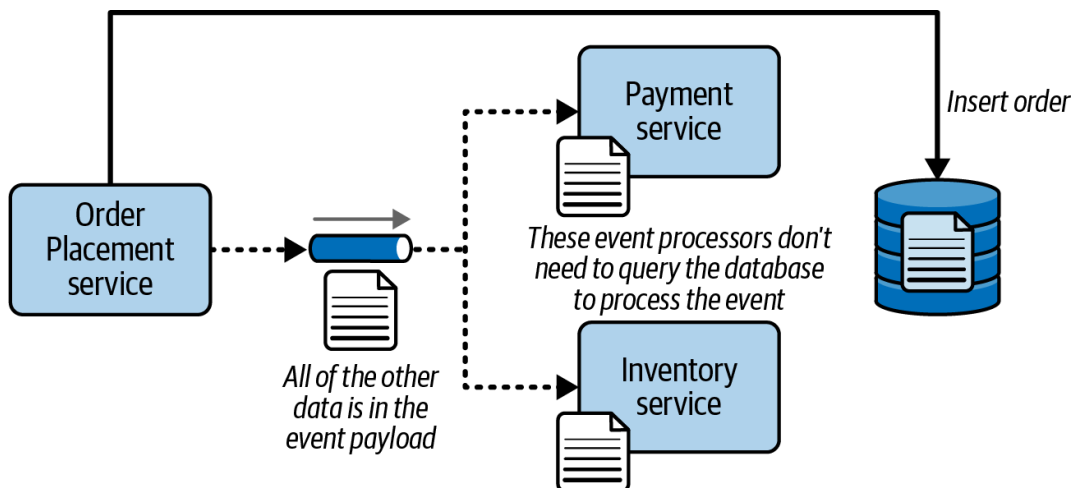 Order
Placement
service
All of the other
data is in the
event payload
Payment
service
These event processors don't
need to query the database
to process the event
Inventory
service
Insert order